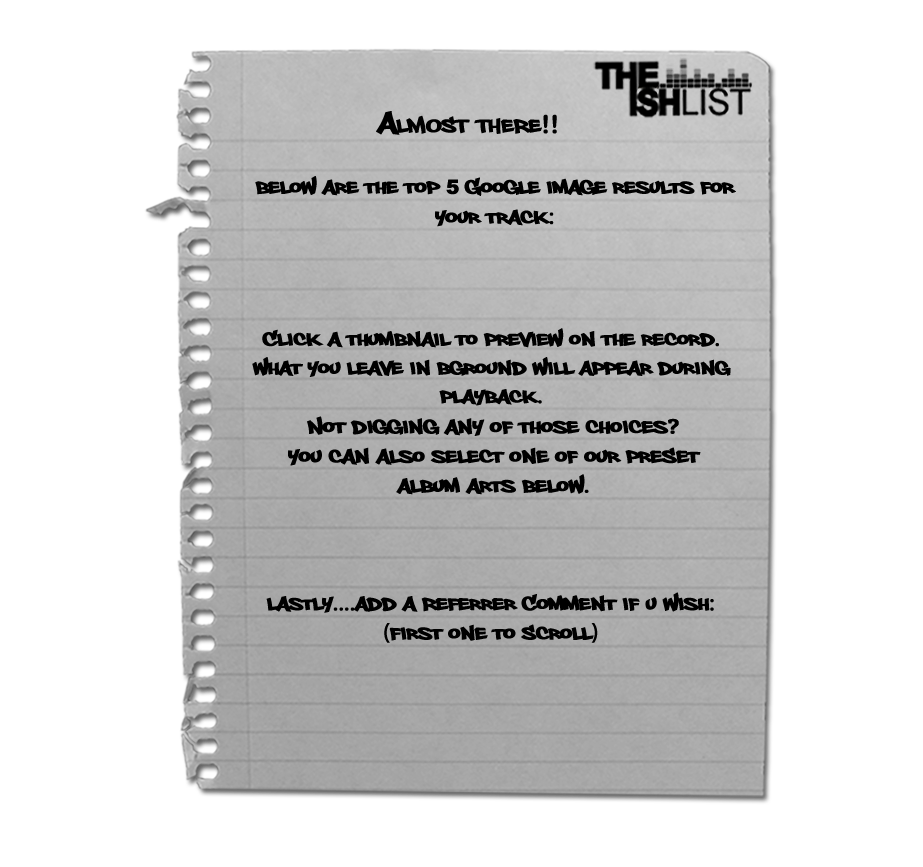 THE
ISHLIST
Almost there!!
Below are the top 5 Google image results for
your track:
Click a thumbnail to preview on the record.
What you leave in bground will appear during
playback.
Not digging any of those choices?
You can also select one of our preset
album arts below.
Lastly....add a referrer comment if u wish:
(first one to scroll)